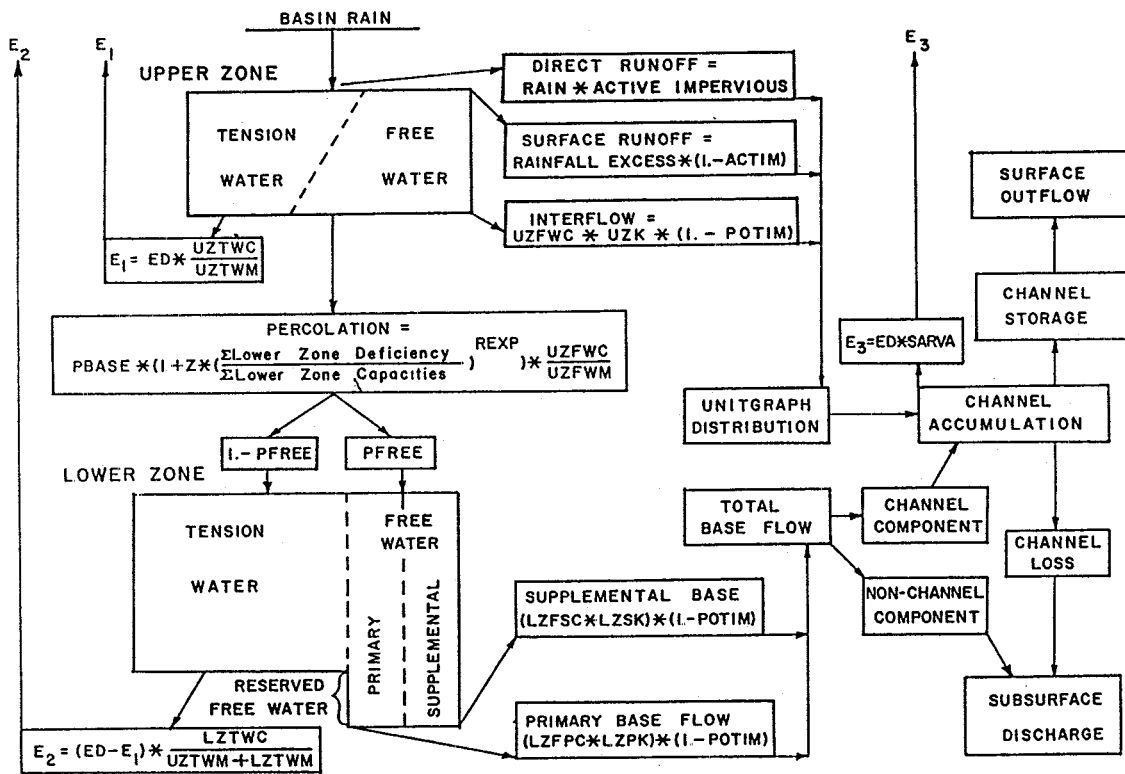 BASIN RAIN
E2
E1
E3
UPPER ZONE
TENSION
WATER
FREE
WATER
DIRECT RUNOFF =
RAIN * ACTIVE IMPERVIOUS
SURFACE RUNOFF =
RAINFALL EXCESS*(1.-ACTIM)
INTERFLOW =
UZFWC * UZK * (1. - POTIM)
E1 = ED* UZTWC
UZTWM
PERCOLATION =
PBASE *(1+Z*( ΣLower Zone Deficiency
ΣLower Zone Capacities ) REXP )* UZFWC
UZFWM
SURFACE
OUTFLOW
CHANNEL
STORAGE
E3=ED*SARVA
UNITGRAPH
DISTRIBUTION
CHANNEL
ACCUMULATION
1.- PFREE
PFREE
LOWER ZONE
TENSION
WATER
FREE
WATER
PRIMARY
SUPPLEMENTAL
RESERVED
FREE WATER
TOTAL
BASE FLOW
CHANNEL
COMPONENT
NON-CHANNEL
COMPONENT
CHANNEL
LOSS
SUPPLEMENTAL BASE
(LZFSC*LZSK)*(1.-POTIM)
PRIMARY BASE FLOW
(LZFPC*LZPK)*(1.-POTIM)
SUBSURFACE
DISCHARGE
E2 = (ED-E1)* LZTWC
UZTWM+LZTWM